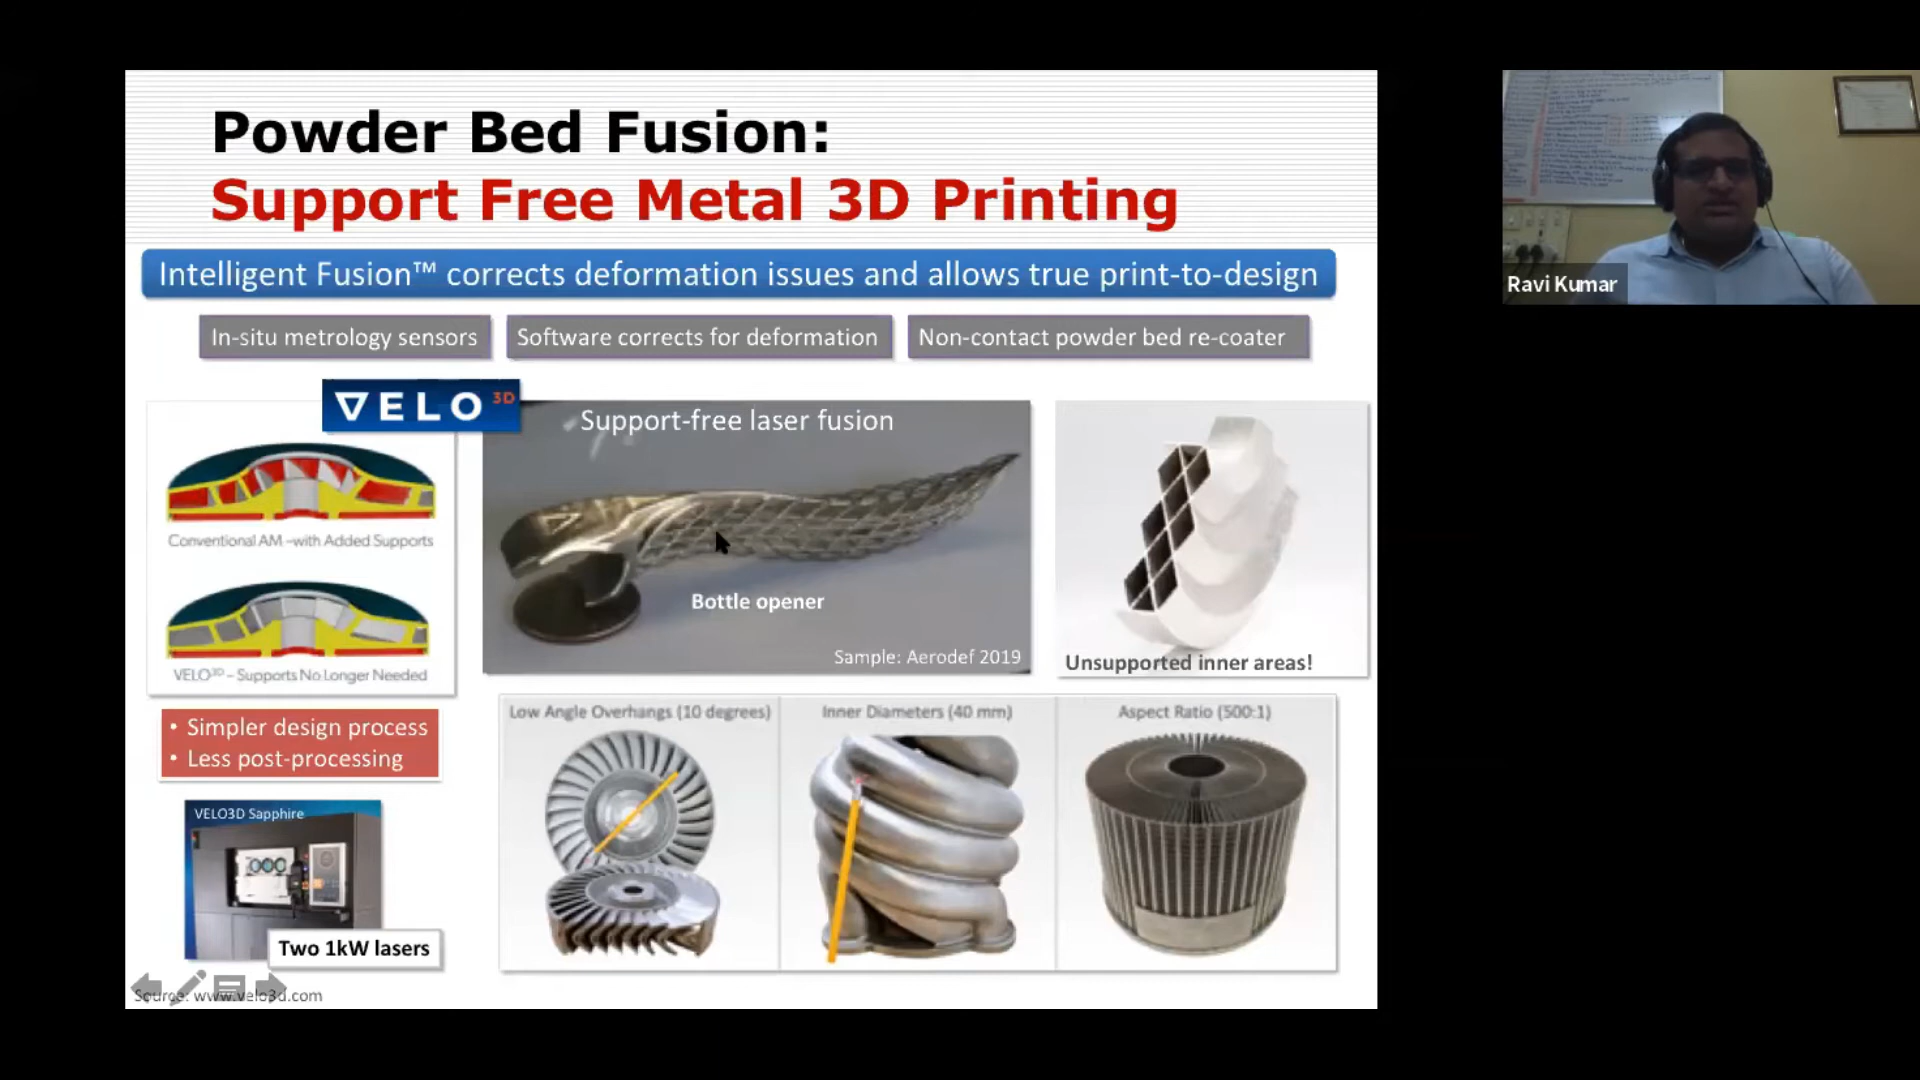 Powder Bed Fusion:
Support Free Metal 3D Printing
Intelligent Fusion™ corrects deformation issues and allows true print-to-design
In-situ metrology sensors
Software corrects for deformation
Non-contact powder bed re-coater
VELO 3D
Support-free laser fusion
Conventional AM –with Added Supports
VELO3D – Supports No Longer Needed
Bottle opener
Sample: Aerodef 2019
Unsupported inner areas!
• Simpler design process
• Less post-processing
Low Angle Overhangs (10 degrees)
Inner Diameters (40 mm)
Aspect Ratio (500:1)
VELO3D Sapphire
Two 1kW lasers
Source: www.velo3d.com
Ravi Kumar